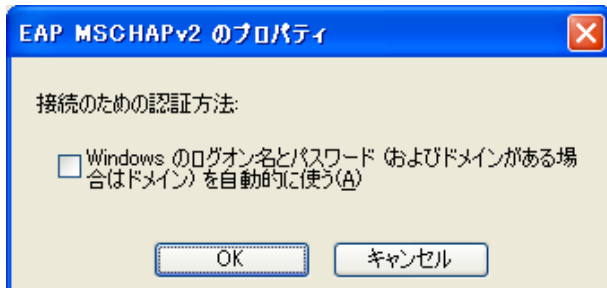 EAP MSCHAPv2 のプロパティ
接続のための認証方法:
Windows のログオン名とパスワード (およびドメインがある場
合はドメイン) を自動的に使う(A)
OK
キャンセル